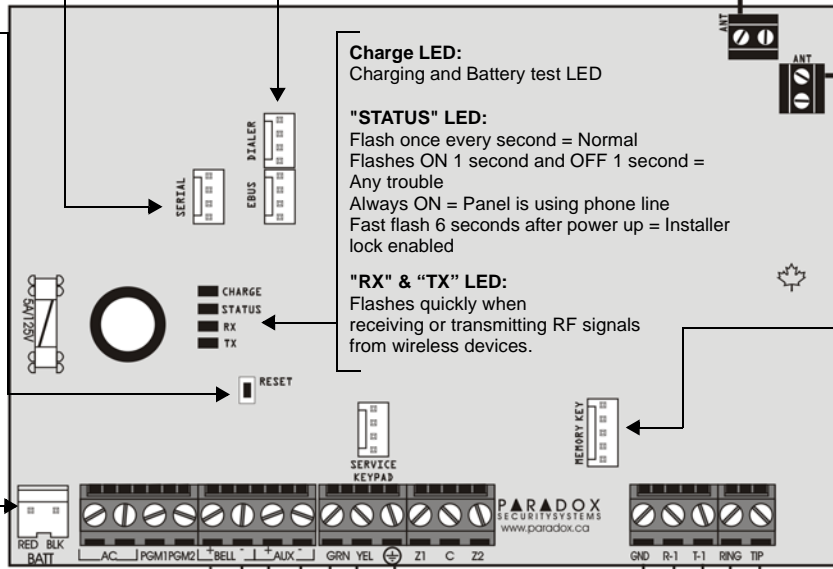 ANT
ANT
Charge LED:
Charging and Battery test LED
"STATUS" LED:
Flash once every second = Normal
Flashes ON 1 second and OFF 1 second =
Any trouble
Always ON = Panel is using phone line
Fast flash 6 seconds after power up = Installer
lock enabled
"RX" & “TX” LED:
Flashes quickly when
receiving or transmitting RF signals
from wireless devices.
DIALER
SERIAL
EBUS
5A/125V
CHARGE
STATUS
RX
TX
RESET
SERVICE
KEYPAD
MEMORY KEY
PARADOX
SECURITYSYSTEMS
www.paradox.ca
RED BLK
BATT
AC PGM1 PGM2 + BELL - + AUX - GRN YEL Z1 C Z2
GND R-1 T-1 RING TIP